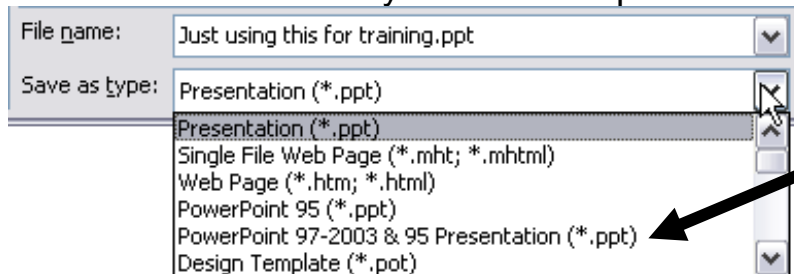 File name: Just using this for training.ppt
Save as type: Presentation (*.ppt)
Presentation (*.ppt)
Single File Web Page (*.mht; *.mhtml)
Web Page (*.htm; *.html)
PowerPoint 95 (*.ppt)
PowerPoint 97-2003 & 95 Presentation (*.ppt)
Design Template (*.pot)